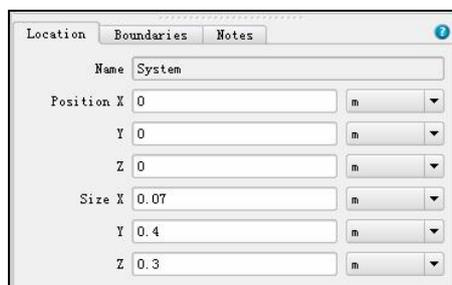 Location Boundaries Notes ?
Name System
Position X 0 m
Y 0 m
Z 0 m
Size X 0.07 m
Y 0.4 m
Z 0.3 m